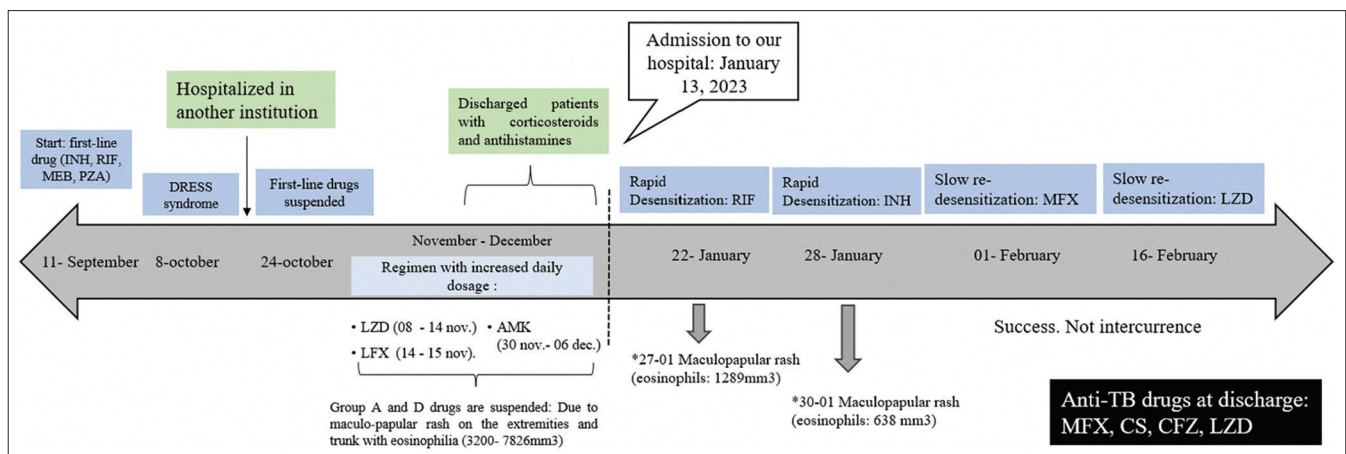 Admission to our
hospital: January
13, 2023
Hospitalized in
another institution
Discharged patients
with corticosteroids
and antihistamines
Start: first-line
drug (INH, RIF,
MEB, PZA)
DRESS
syndrome
First-line drugs
suspended
Rapid
Desensitization: RIF
Rapid
Desensitization: INH
Slow re-
desensitization: MFX
Slow re-
desensitization: LZD
11- September
8-october
24-october
November - December
Regimen with increased daily
dosage :
22- January
28- January
01- February
16- February
• LZD (08 - 14 nov.)
• LFX (14 - 15 nov).
• AMK
(30 nov.- 06 dec.)
Group A and D drugs are suspended: Due to
maculo-papular rash on the extremities and
trunk with eosinophilia (3200- 7826mm3)
*27-01 Maculopapular rash
(eosinophils: 1289mm3)
*30-01 Maculopapular rash
(eosinophils: 638 mm3)
Success. Not intercurrence
Anti-TB drugs at discharge:
MFX, CS, CFZ, LZD